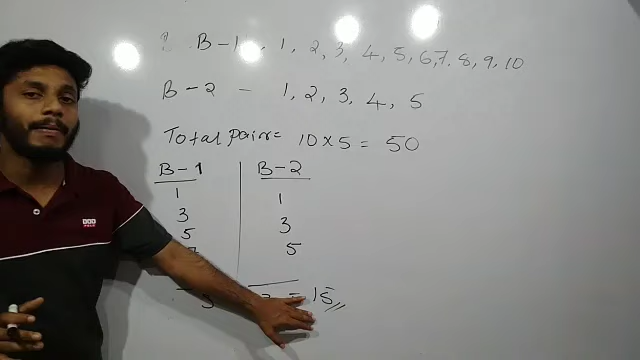 B-1, 1, 2, 3, 4, 5, 6, 7, 8, 9, 10
B-2 - 1, 2, 3, 4, 5
Total pair = 10 x 5 = 50
B-1 B-2
1 1
3 3
5 5
5 = 15